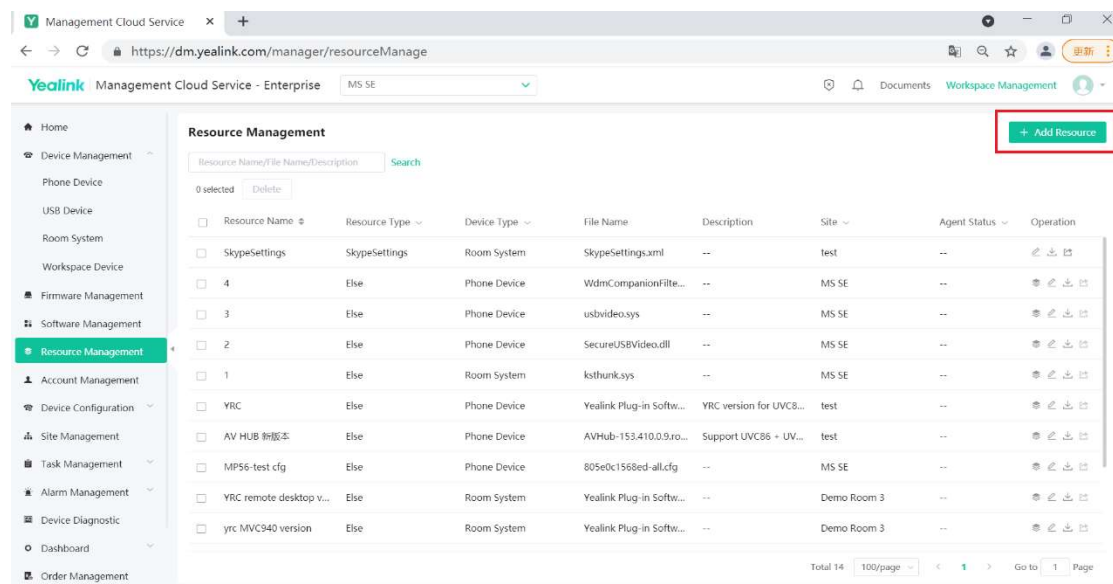 Management Cloud Service
https://dm.yealink.com/manager/resourceManage
更新
Yealink Management Cloud Service - Enterprise MS SE Documents Workspace Management
Home
Device Management
Phone Device
USB Device
Room System
Workspace Device
Firmware Management
Software Management
Resource Management
Account Management
Device Configuration
Site Management
Task Management
Alarm Management
Device Diagnostic
Dashboard
Order Management
Resource Management
+ Add Resource
Resource Name/File Name/Description Search
0 selected Delete
Resource Name Resource Type Device Type File Name Description Site Agent Status Operation
SkypeSettings SkypeSettings Room System SkypeSettings.xml -- test --
4 Else Phone Device WdmCompanionFilte... -- MS SE --
3 Else Phone Device usbvideo.sys -- MS SE --
2 Else Phone Device SecureUSBVideo.dll -- MS SE --
1 Else Room System ksthunk.sys -- MS SE --
YRC Else Phone Device Yealink Plug-in Softw... YRC version for UVC8... test --
AV HUB 新版本 Else Phone Device AVHub-153.410.0.9.ro... Support UVC86 + UV... test --
MP56-test cfg Else Phone Device 805e0c1568ed-all.cfg -- MS SE --
YRC remote desktop v... Else Room System Yealink Plug-in Softw... -- Demo Room 3 --
yrc MVC940 version Else Room System Yealink Plug-in Softw... -- Demo Room 3 --
Total 14 100/page 1 Go to 1 Page